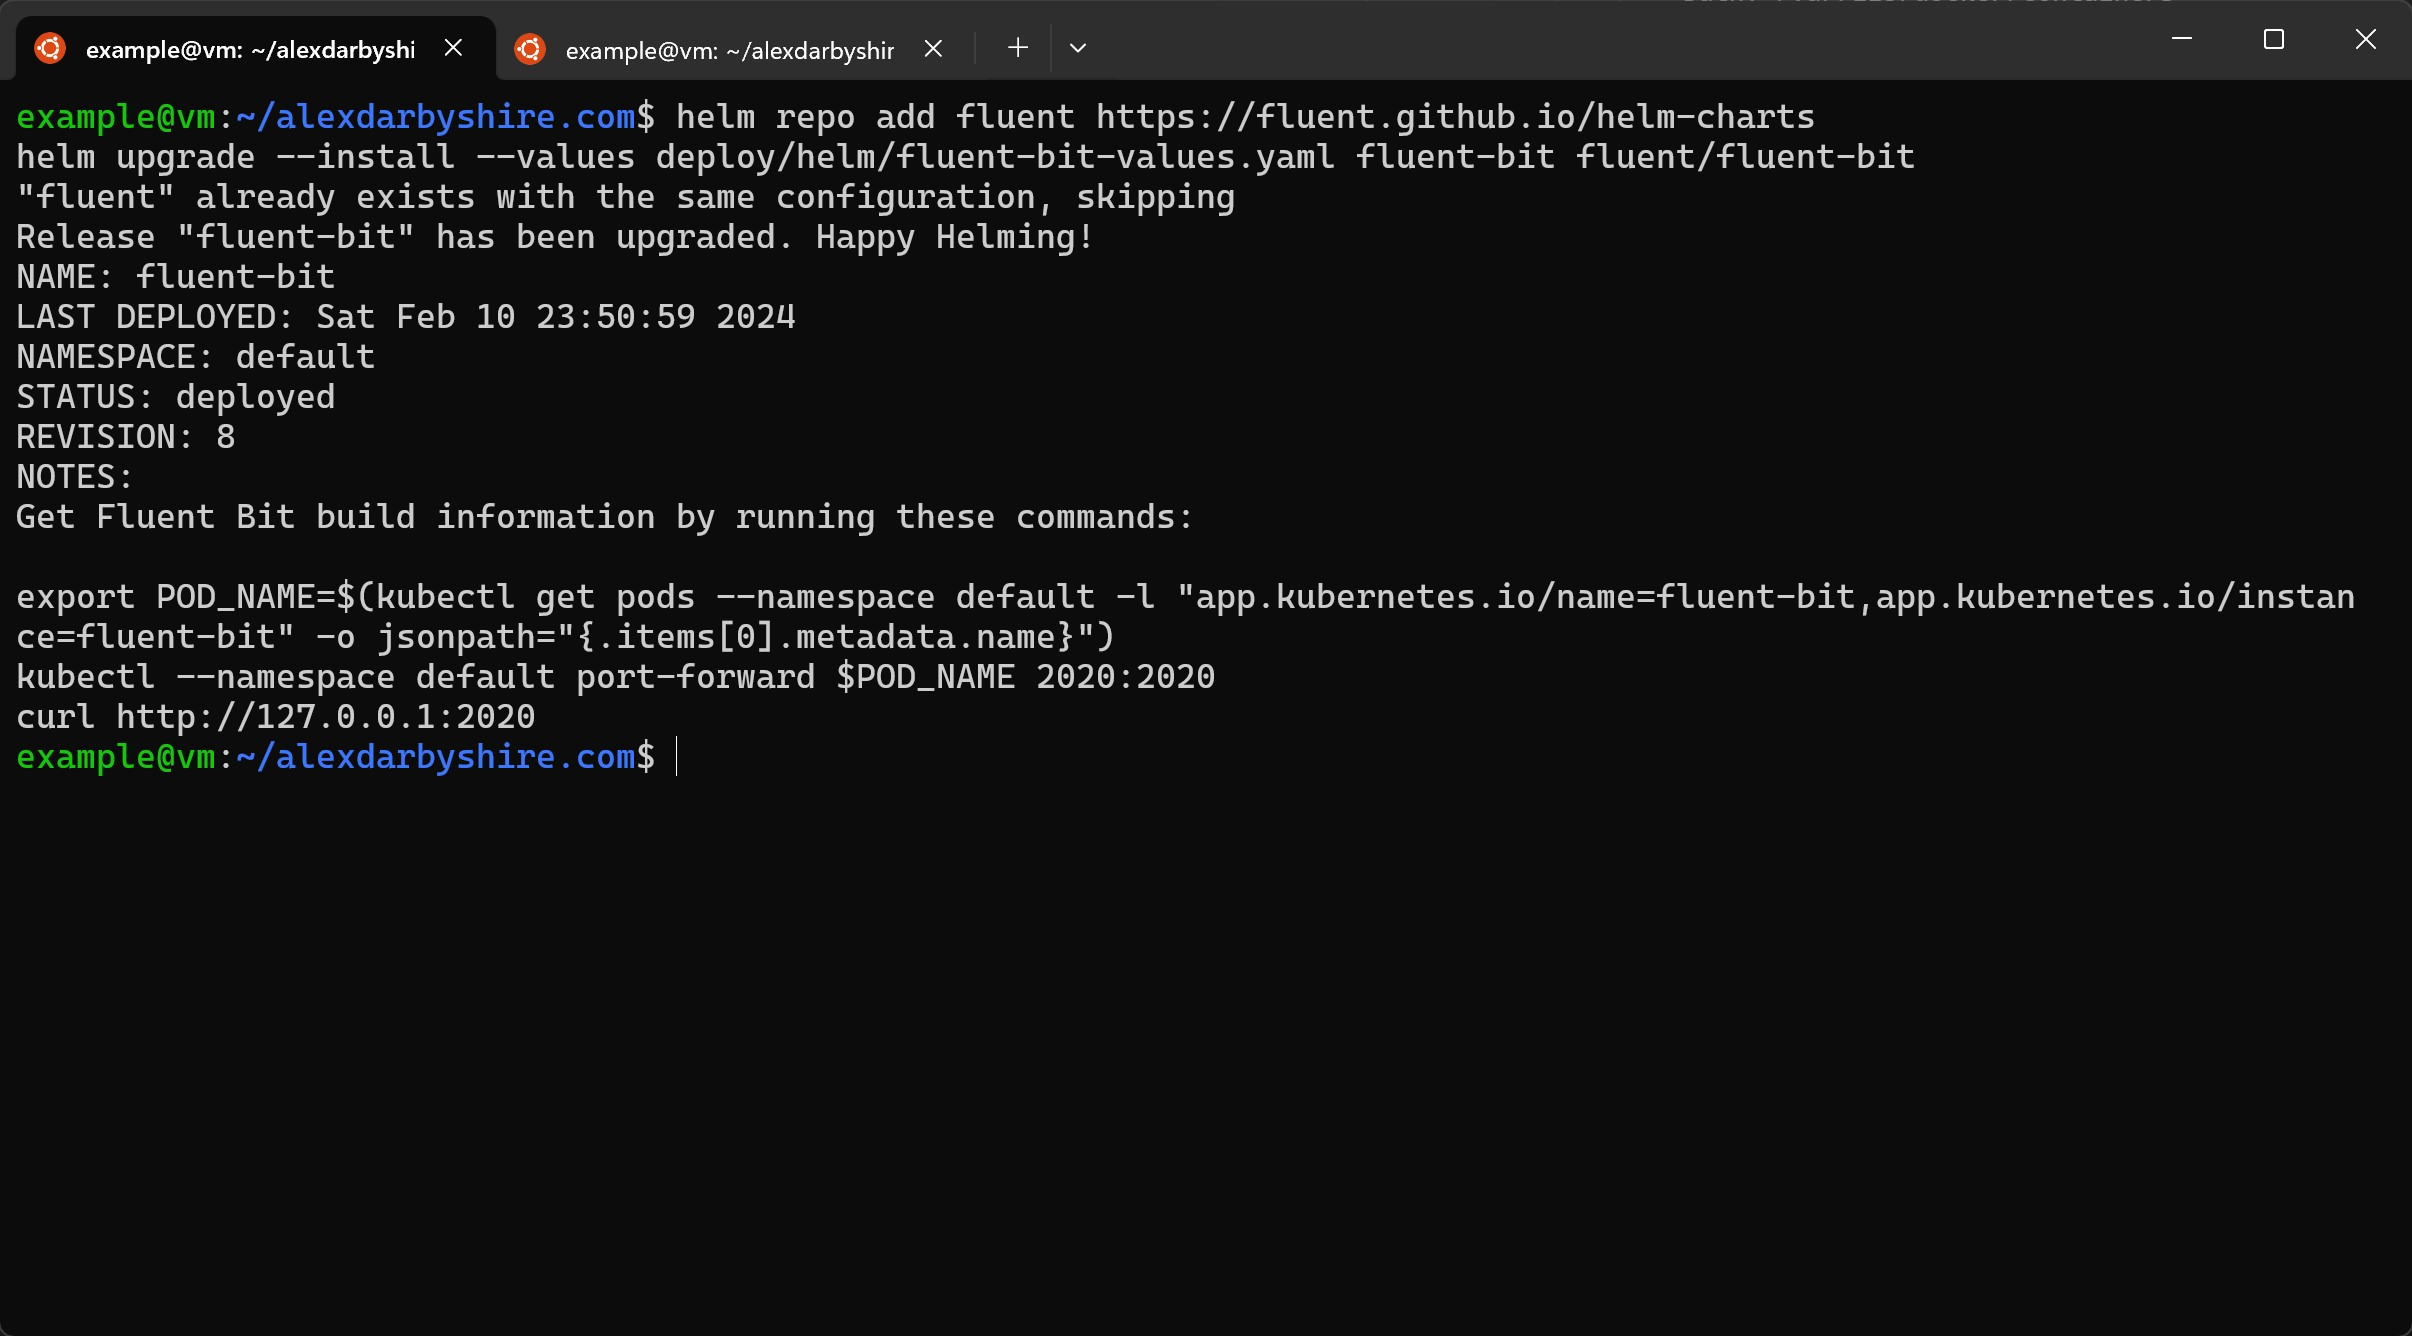 example@vm: ~/alexdarbyshi
example@vm: ~/alexdarbyshir
example@vm:~/alexdarbyshire.com$ helm repo add fluent https://fluent.github.io/helm-charts
helm upgrade --install --values deploy/helm/fluent-bit-values.yaml fluent-bit fluent/fluent-bit
"fluent" already exists with the same configuration, skipping
Release "fluent-bit" has been upgraded. Happy Helming!
NAME: fluent-bit
LAST DEPLOYED: Sat Feb 10 23:50:59 2024
NAMESPACE: default
STATUS: deployed
REVISION: 8
NOTES:
Get Fluent Bit build information by running these commands:

export POD_NAME=$(kubectl get pods --namespace default -l "app.kubernetes.io/name=fluent-bit,app.kubernetes.io/instan
ce=fluent-bit" -o jsonpath="{.items[0].metadata.name}")
kubectl --namespace default port-forward $POD_NAME 2020:2020
curl http://127.0.0.1:2020
example@vm:~/alexdarbyshire.com$